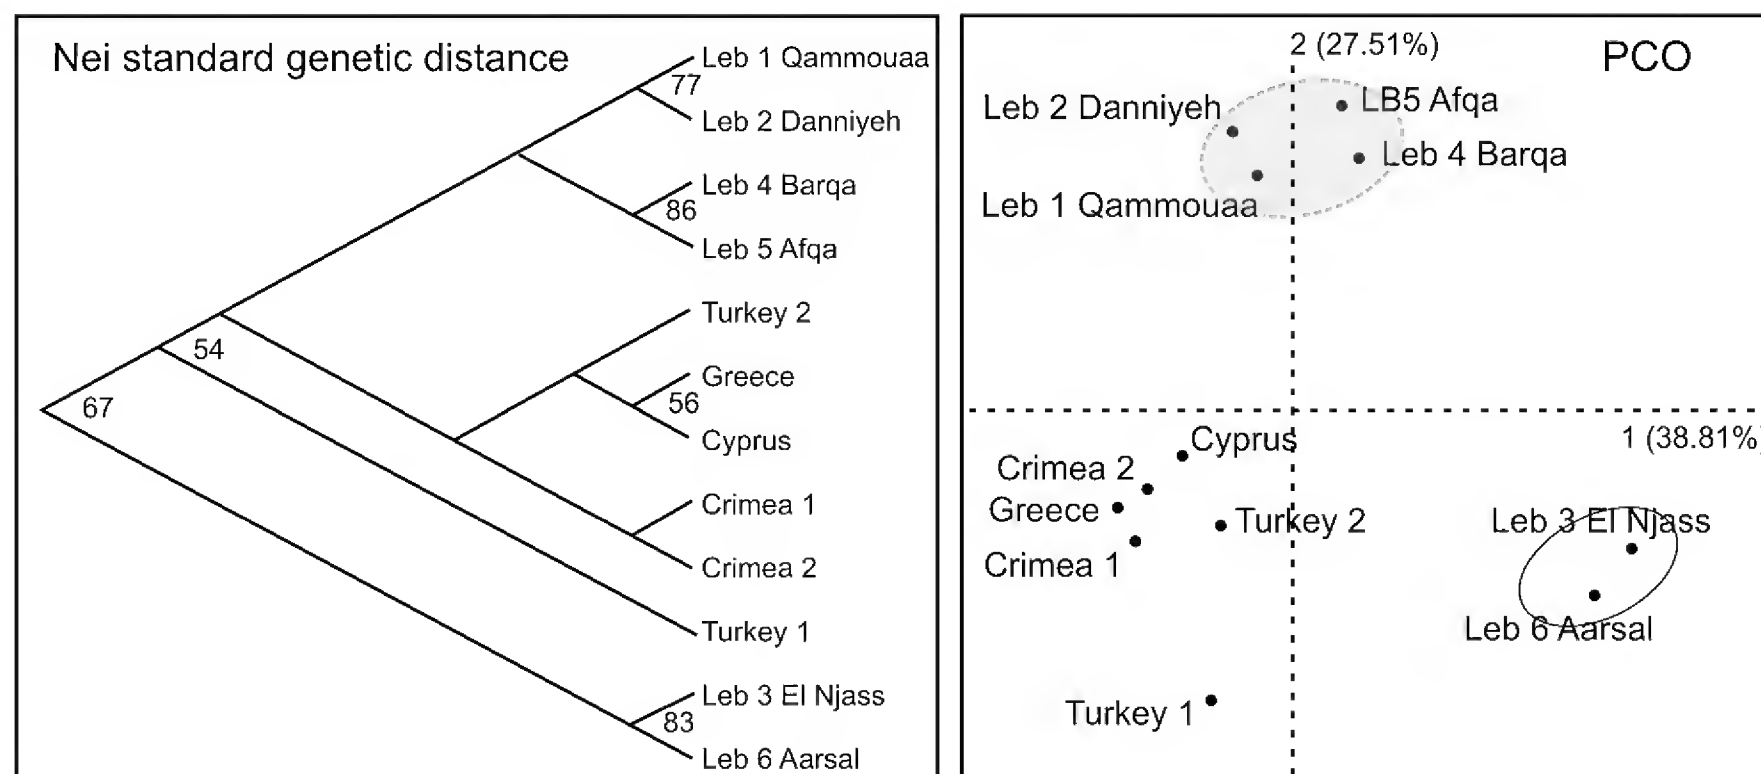 Nei standard genetic distance
Leb 1 Qammouaa
77
Leb 2 Danniyeh
Leb 4 Barqa
86
Leb 5 Afqa
Turkey 2
54
Greece
56
67
Cyprus
Crimea 1
Crimea 2
Turkey 1
Leb 3 El Njass
83
Leb 6 Aarsal
2 (27.51%)
PCO
Leb 2 Danniyeh
LB5 Afqa
Leb 4 Barqa
Leb 1 Qammouaa
1 (38.81%)
Cyprus
Crimea 2
Greece
Turkey 2
Crimea 1
Leb 3 El Njass
Leb 6 Aarsal
Turkey 1